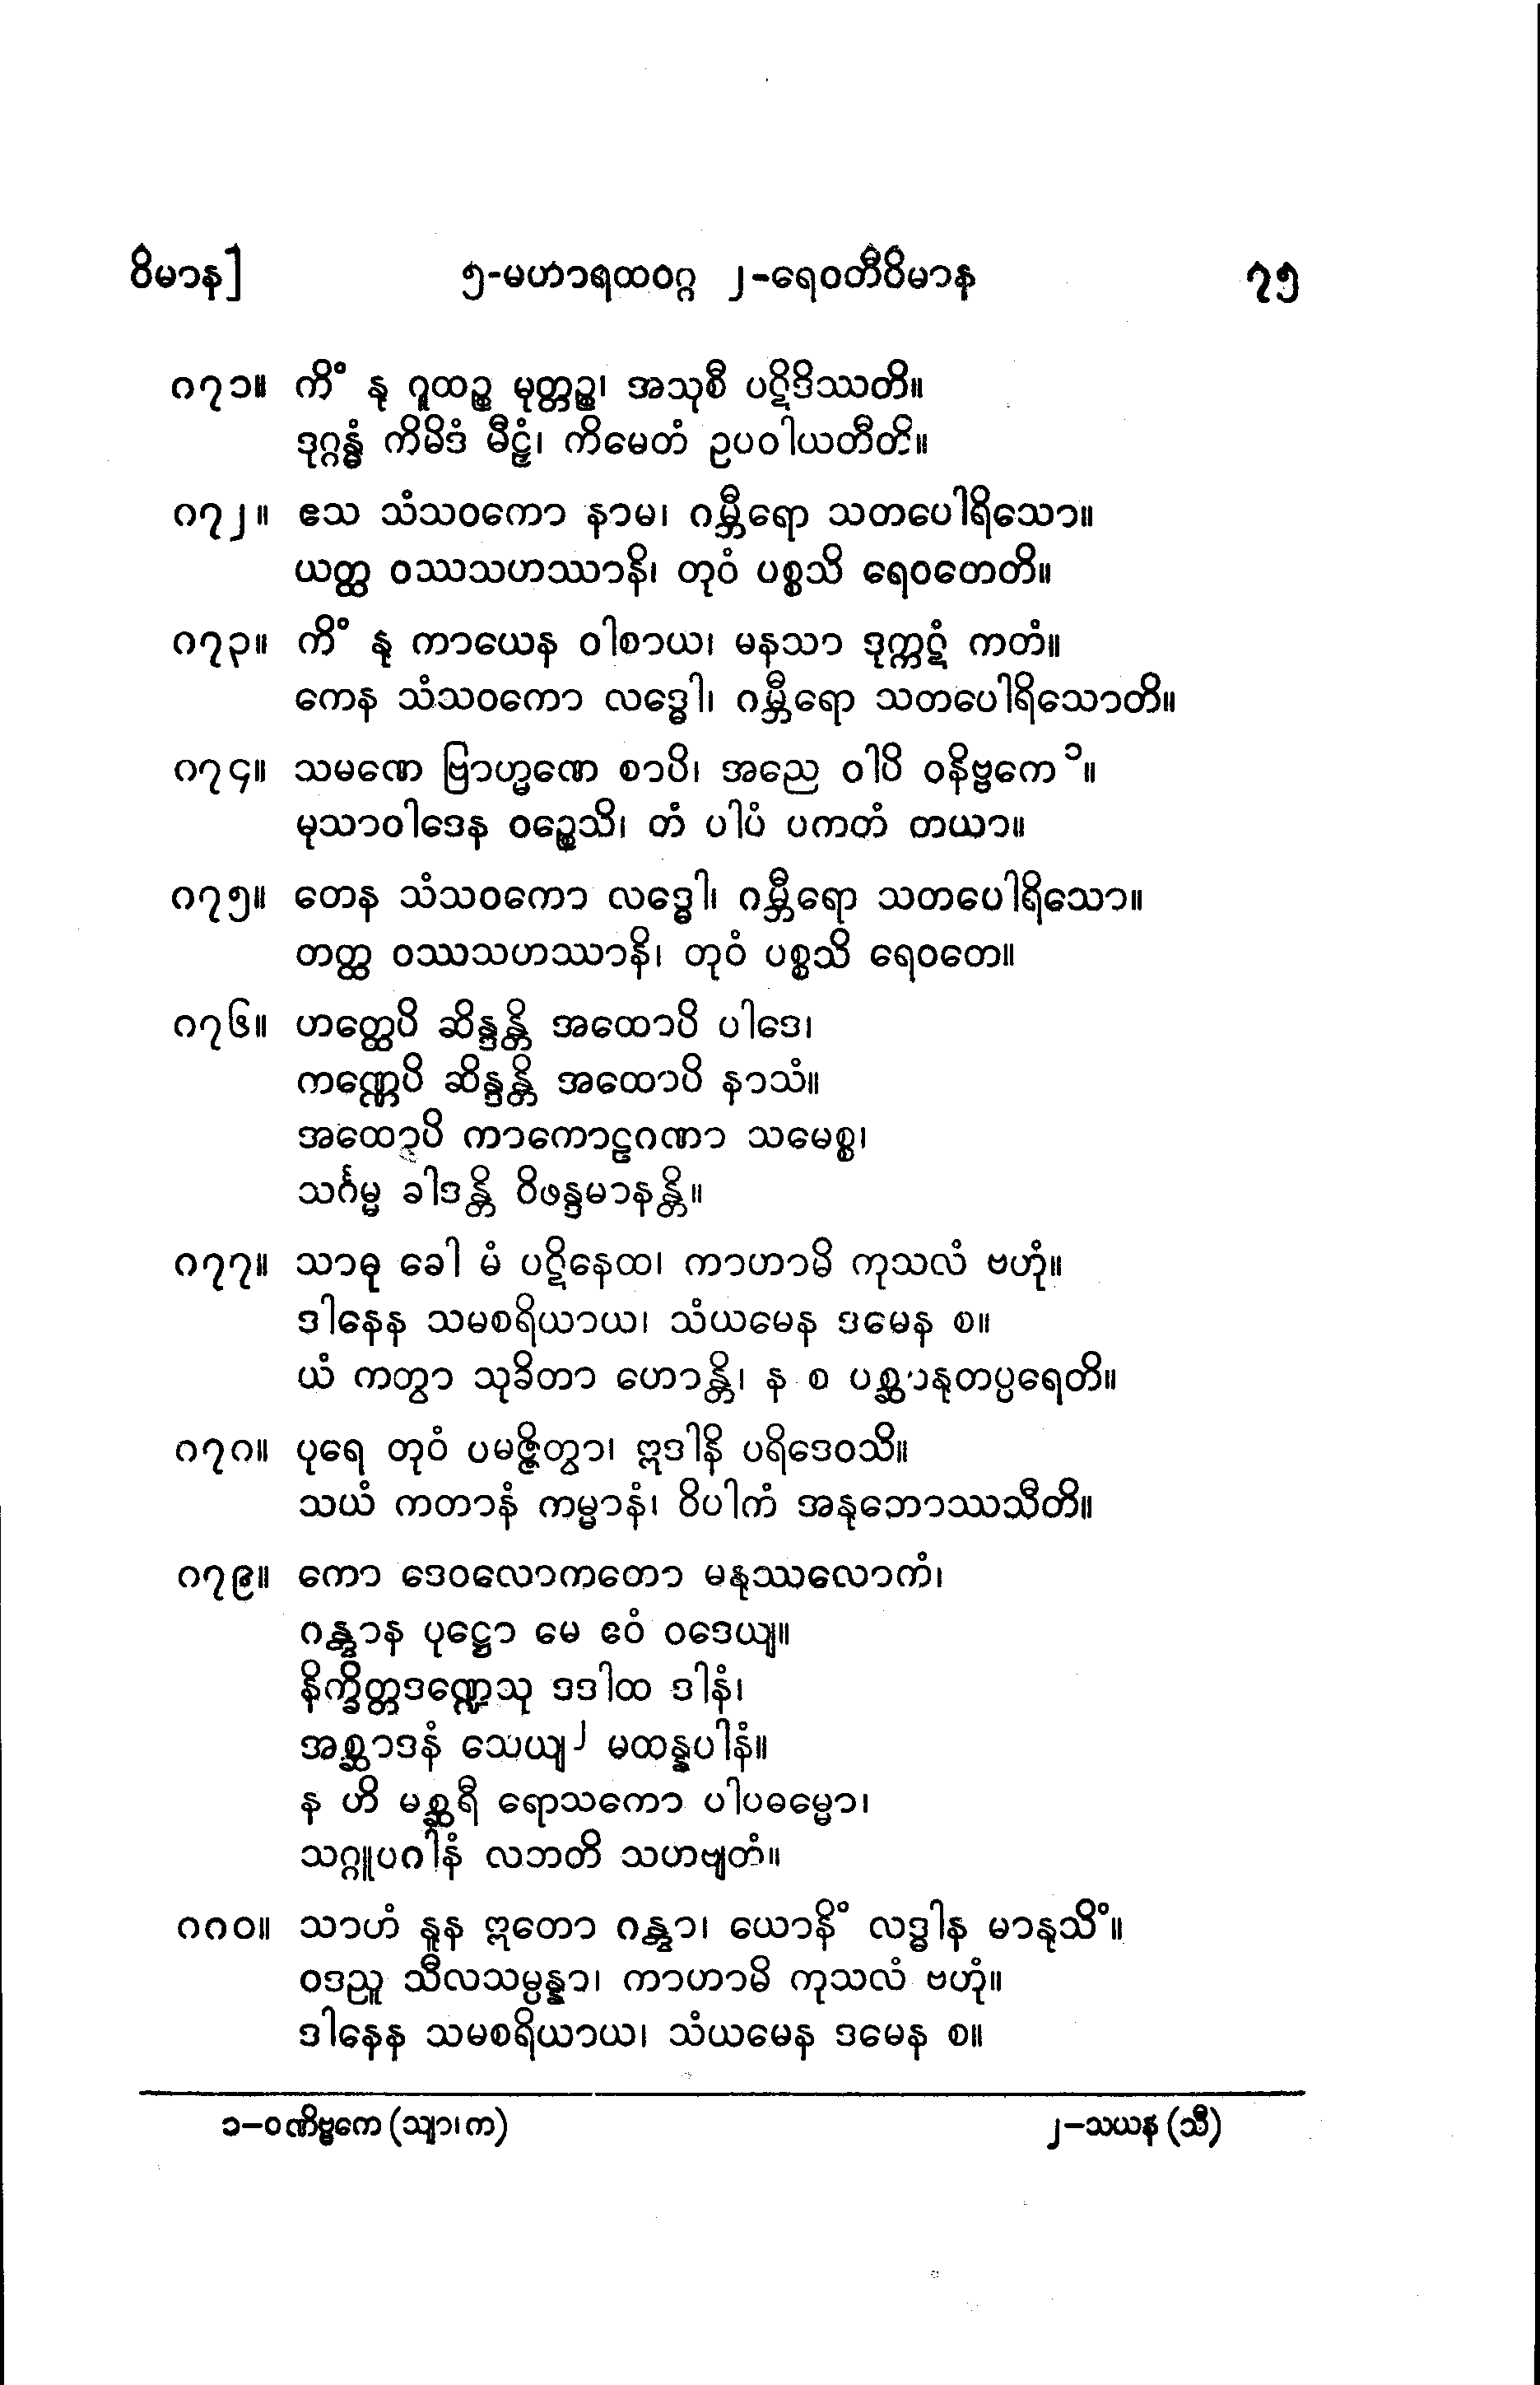 ဝိမာန]	၅-မဟာရထဝဂ္ဂ ၂-ရေဝတီဝိမာန	၇၅
၈၇၁။ ကိံ နု ဂူထဉ္စ မုတ္တဉ္စ၊ အသုစီ ပဋိဒိဿတိ။
ဒုဂ္ဂန္ဓံ ကိမိဒံ မီဠှံ၊ ကိမေတံ ဥပဝါယတီတိ။
၈၇၂။ ဧသ သံသဝကော နာမ၊ ဂမ္ဘီရော သတပေါရိသော။
ယတ္ထ ဝဿသဟဿာနိ၊ တုဝံ ပစ္စသိ ရေဝတေတိ။
၈၇၃။ ကိံ နု ကာယေန ဝါစာယ၊ မနသာ ဒုက္ကဋံ ကတံ။
ကေန သံသဝကော လဒ္ဓေါ၊ ဂမ္ဘီရော သတပေါရိသောတိ။
၈၇၄။ သမဏေ ဗြာဟ္မဏေ စာပိ၊ အညေ ဝါပိ ဝနိဗ္ဗကေ ၁။
မုသာဝါဒေန ဝဉ္စေသိ၊ တံ ပါပံ ပကတံ တယာ။
၈၇၅။ တေန သံသဝကော လဒ္ဓေါ၊ ဂမ္ဘီရော သတပေါရိသော။
တတ္ထ ဝဿသဟဿာနိ၊ တုဝံ ပစ္စသိ ရေဝတေ။
၈၇၆။ ဟတ္ထေပိ ဆိန္ဒန္တိ အထောပိ ပါဒေ၊
ကဏ္ဏေပိ ဆိန္ဒန္တိ အထောပိ နာသံ။
အထောပိ ကာကောဠဂဏာ သမေစ္စ၊
သင်္ဂမ္မ ခါဒန္တိ ဝိဖန္ဒမာနန္တိ။
၈၇၇။ သာဓု ခေါ မံ ပဋိနေထ၊ ကာဟာမိ ကုသလံ ဗဟုံ။
ဒါနေန သမစရိယာယ၊ သံယမေန ဒမေန စ။
ယံ ကတွာ သုခိတာ ဟောန္တိ၊ န စ ပစ္ဆာနုတပ္ပရေတိ။
၈၇၈။ ပုရေ တုဝံ ပမဇ္ဇိတွာ၊ ဣဒါနိ ပရိဒေဝသိ။
သယံ ကတာနံ ကမ္မာနံ၊ ဝိပါကံ အနုဘောဿသီတိ။
၈၇၉။ ကော ဒေဝလောကတော မနုဿလောကံ၊
ဂန္တွာန ပုဋ္ဌော မေ ဧဝံ ဝဒေယျ။
နိက္ခိတ္တဒဏ္ဍေသု ဒဒါထ ဒါနံ၊
အစ္ဆာဒနံ သေယျ ၂ မထန္နပါနံ။
န ဟိ မစ္ဆရီ ရောသကော ပါပဓမ္မော၊
သဂ္ဂူပဂါနံ လဘတိ သဟဗျတံ။
၈၈၀။ သာဟံ နူန ဣတော ဂန္တွာ၊ ယောနိံ လဒ္ဓါန မာနုသိံ။
ဝဒညူ သီလသမ္ပန္နာ၊ ကာဟာမိ ကုသလံ ဗဟုံ။
ဒါနေန သမစရိယာယ၊ သံယမေန ဒမေန စ။
၁–ဝဏိဗ္ဗကေ (သျာ၊ က)	၂–သယန (သီ)